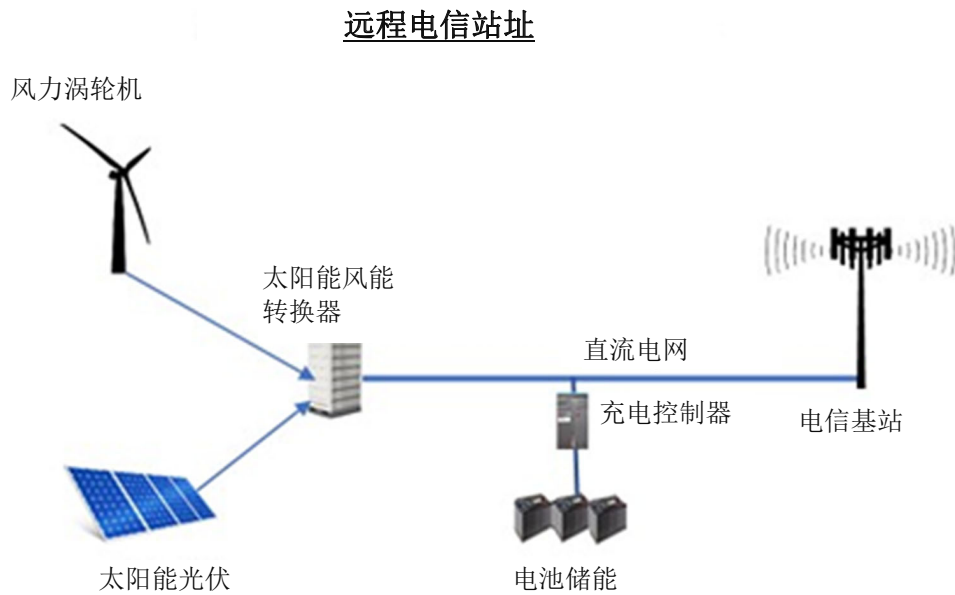 远程电信站址
风力涡轮机
太阳能风能
转换器
直流电网
充电控制器
电信基站
太阳能光伏
电池储能